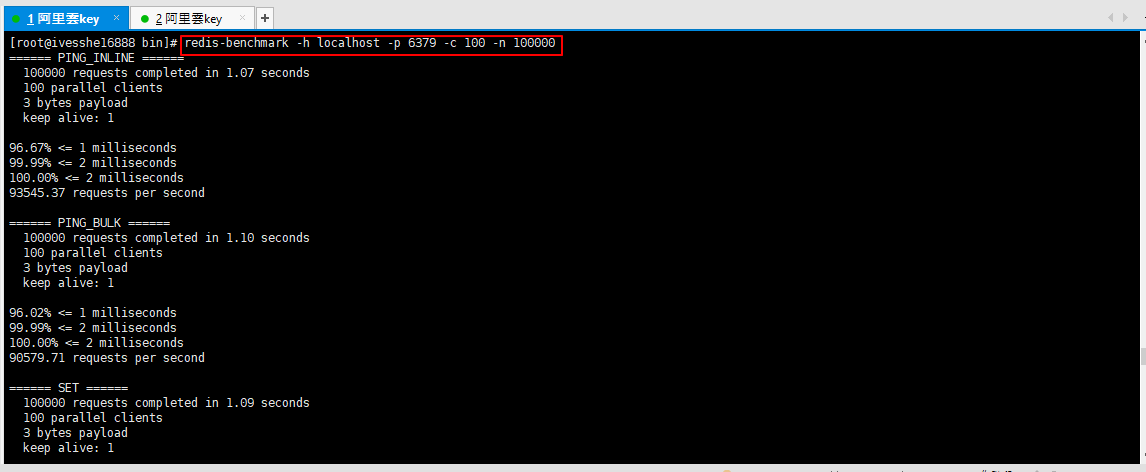 1 阿里雲key × 2 阿里雲key × +
[root@ivesshe16888 bin]# redis-benchmark -h localhost -p 6379 -c 100 -n 100000
====== PING_INLINE ======
  100000 requests completed in 1.07 seconds
  100 parallel clients
  3 bytes payload
  keep alive: 1
96.67% <= 1 milliseconds
99.99% <= 2 milliseconds
100.00% <= 2 milliseconds
93545.37 requests per second
====== PING_BULK ======
  100000 requests completed in 1.10 seconds
  100 parallel clients
  3 bytes payload
  keep alive: 1
96.02% <= 1 milliseconds
99.99% <= 2 milliseconds
100.00% <= 2 milliseconds
90579.71 requests per second
====== SET ======
  100000 requests completed in 1.09 seconds
  100 parallel clients
  3 bytes payload
  keep alive: 1